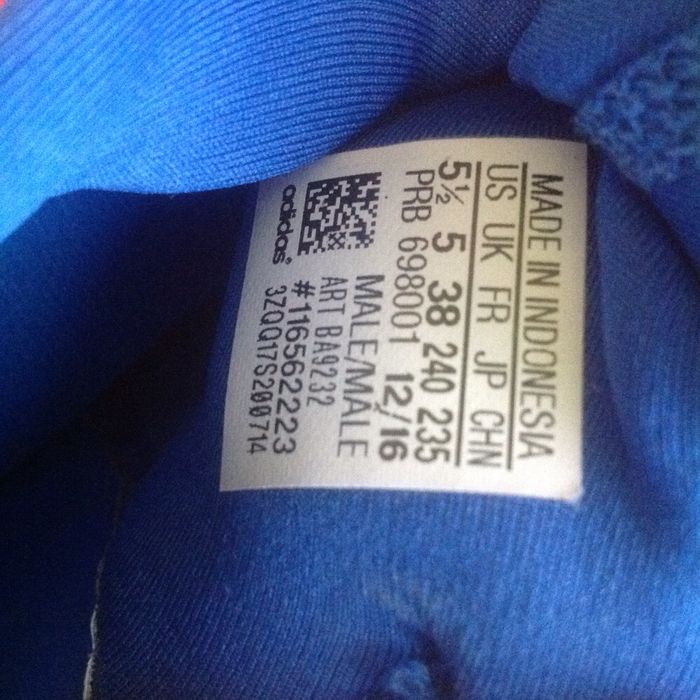 MADE IN INDONESIA
US UK FR JP CHN
5½ 5 38 240 235
PRB 698001 12/16
MALE/MÂLE
ART BA9232
#116562223
3ZQQ17S200714
adidas